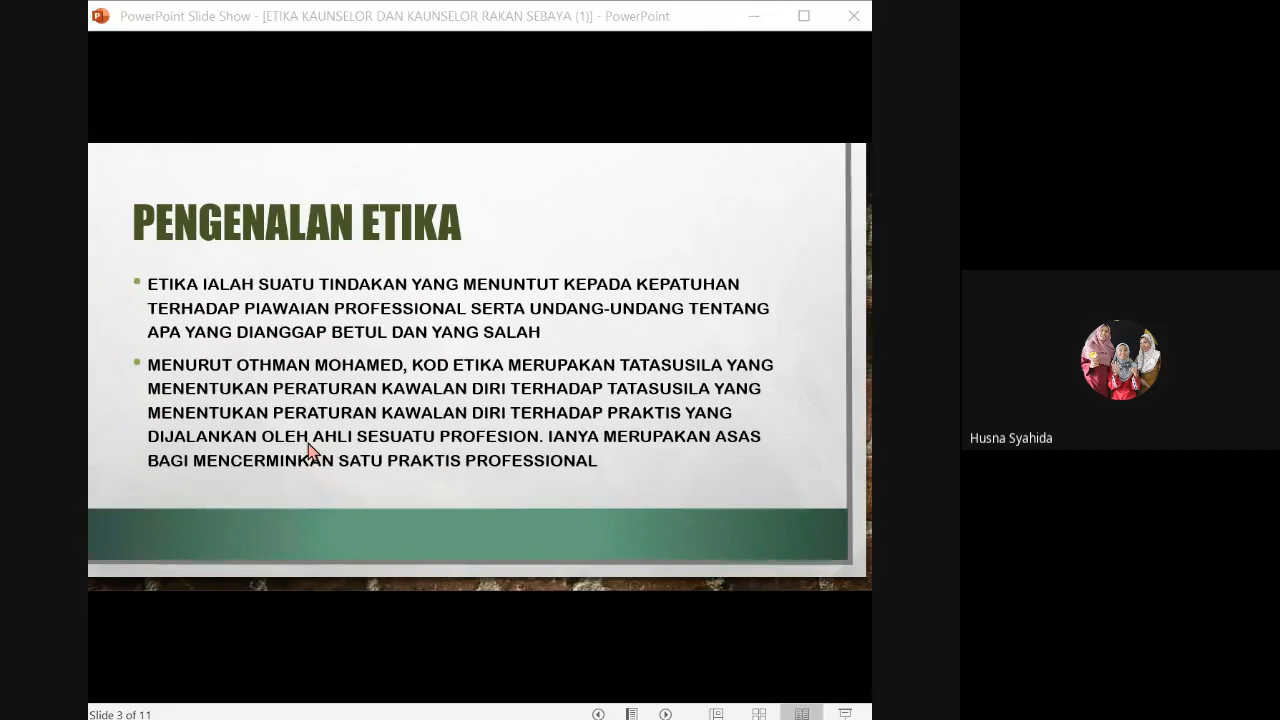 PowerPoint Slide Show - [ETIKA KAUNSELOR DAN KAUNSELOR RAKAN SEBAYA (1)] - PowerPoint
PENGENALAN ETIKA
• ETIKA IALAH SUATU TINDAKAN YANG MENUNTUT KEPADA KEPATUHAN
TERHADAP PIAWAIAN PROFESSIONAL SERTA UNDANG-UNDANG TENTANG
APA YANG DIANGGAP BETUL DAN YANG SALAH
• MENURUT OTHMAN MOHAMED, KOD ETIKA MERUPAKAN TATASUSILA YANG
MENENTUKAN PERATURAN KAWALAN DIRI TERHADAP TATASUSILA YANG
MENENTUKAN PERATURAN KAWALAN DIRI TERHADAP PRAKTIS YANG
DIJALANKAN OLEH AHLI SESUATU PROFESION. IANYA MERUPAKAN ASAS
BAGI MENCERMINKAN SATU PRAKTIS PROFESSIONAL
Husna Syahida
Slide 3 of 11